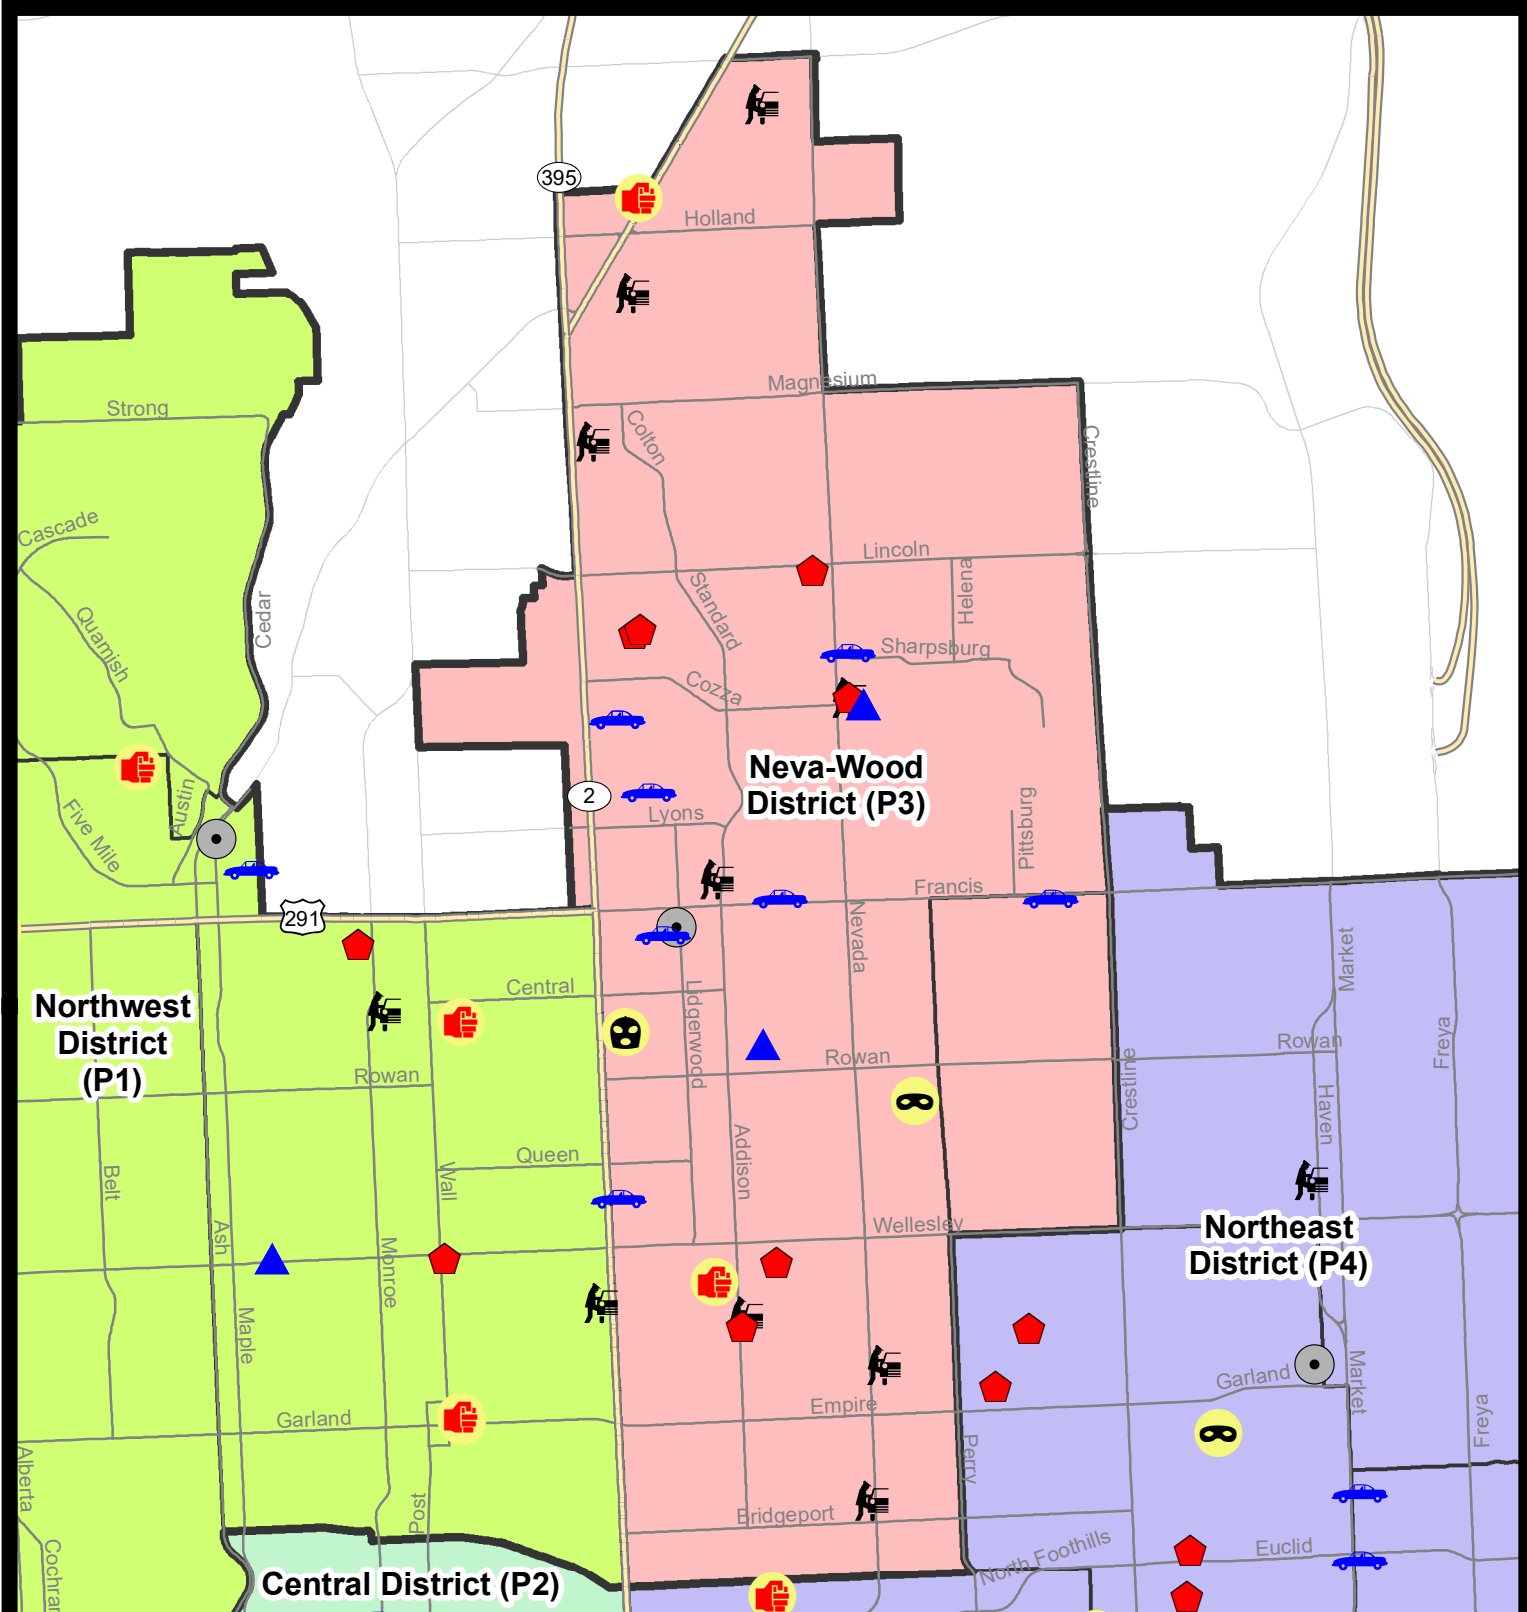 395
Holland
Magnesium
Strong
Colton
Crestline
Cascade
Lincoln
Helena
Standard
Cedar
Quamish
Sharpsburg
Cozza
Neva-Wood
District (P3)
2
Lyons
Austin
Five Mile
Pittsburg
Francis
291
Nevada
Market
Northwest
District
(P1)
Central
Lidgerwood
Rowan
Rowan
Rowan
Freya
Crestline
Haven
Queen
Addison
Belt
Wall
Ash
Wellesley
Monroe
Northeast
District (P4)
Maple
Garland
Market
Empire
Garland
Freya
Alberta
Perry
Post
Bridgeport
Cochran
North Foothills
Euclid
Central District (P2)